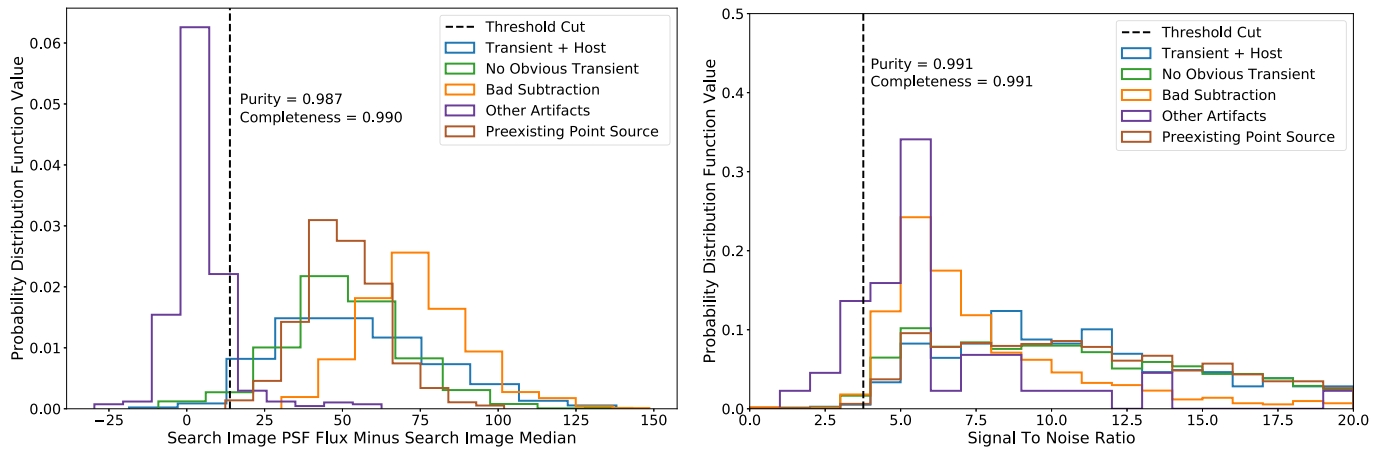 Probability Distribution Function Value
0.06
0.05
0.04
0.03
0.02
0.01
0.00
Threshold Cut
Transient + Host
No Obvious Transient
Bad Subtraction
Other Artifacts
Preexisting Point Source
Purity = 0.987
Completeness = 0.990
−25 0 25 50 75 100 125 150
Search Image PSF Flux Minus Search Image Median
Probability Distribution Function Value
0.5
0.4
0.3
0.2
0.1
0.0
Threshold Cut
Transient + Host
No Obvious Transient
Bad Subtraction
Other Artifacts
Preexisting Point Source
Purity = 0.991
Completeness = 0.991
0.0 2.5 5.0 7.5 10.0 12.5 15.0 17.5 20.0
Signal To Noise Ratio